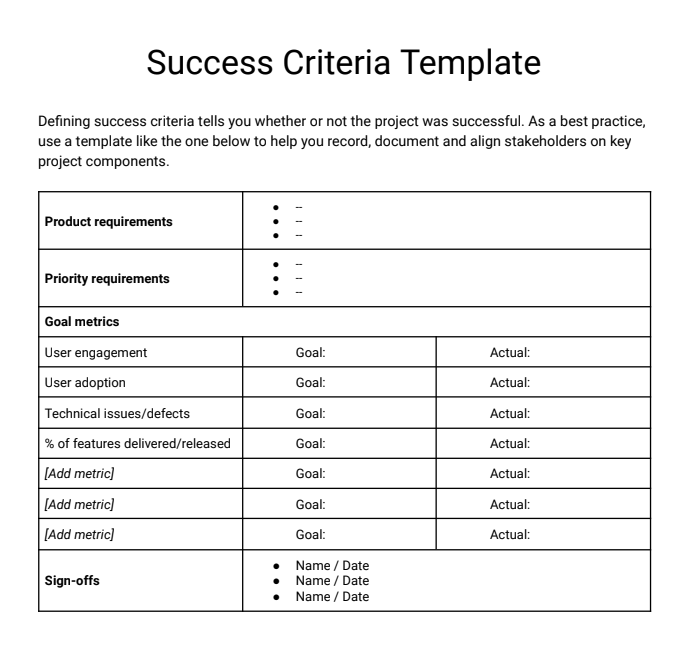 Success Criteria Template
Defining success criteria tells you whether or not the project was successful. As a best practice,
use a template like the one below to help you record, document and align stakeholders on key
project components.
Product requirements
● --
● --
● --
Priority requirements
● --
● --
● --
Goal metrics
User engagement Goal: Actual:
User adoption Goal: Actual:
Technical issues/defects Goal: Actual:
% of features delivered/released Goal: Actual:
[Add metric] Goal: Actual:
[Add metric] Goal: Actual:
[Add metric] Goal: Actual:
Sign-offs
● Name / Date
● Name / Date
● Name / Date